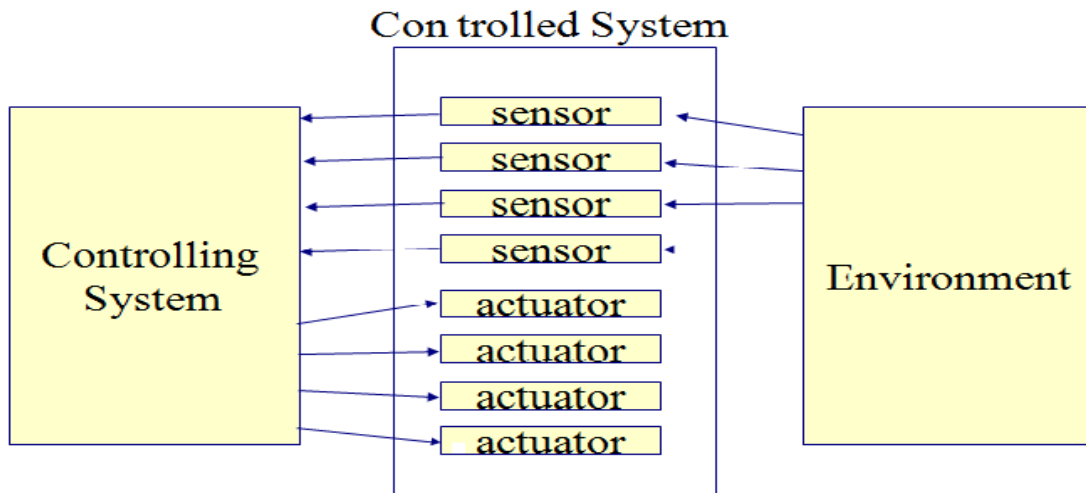 Con trolled System
sensor
sensor
sensor
sensor
actuator
actuator
actuator
actuator
Controlling
System
Environment